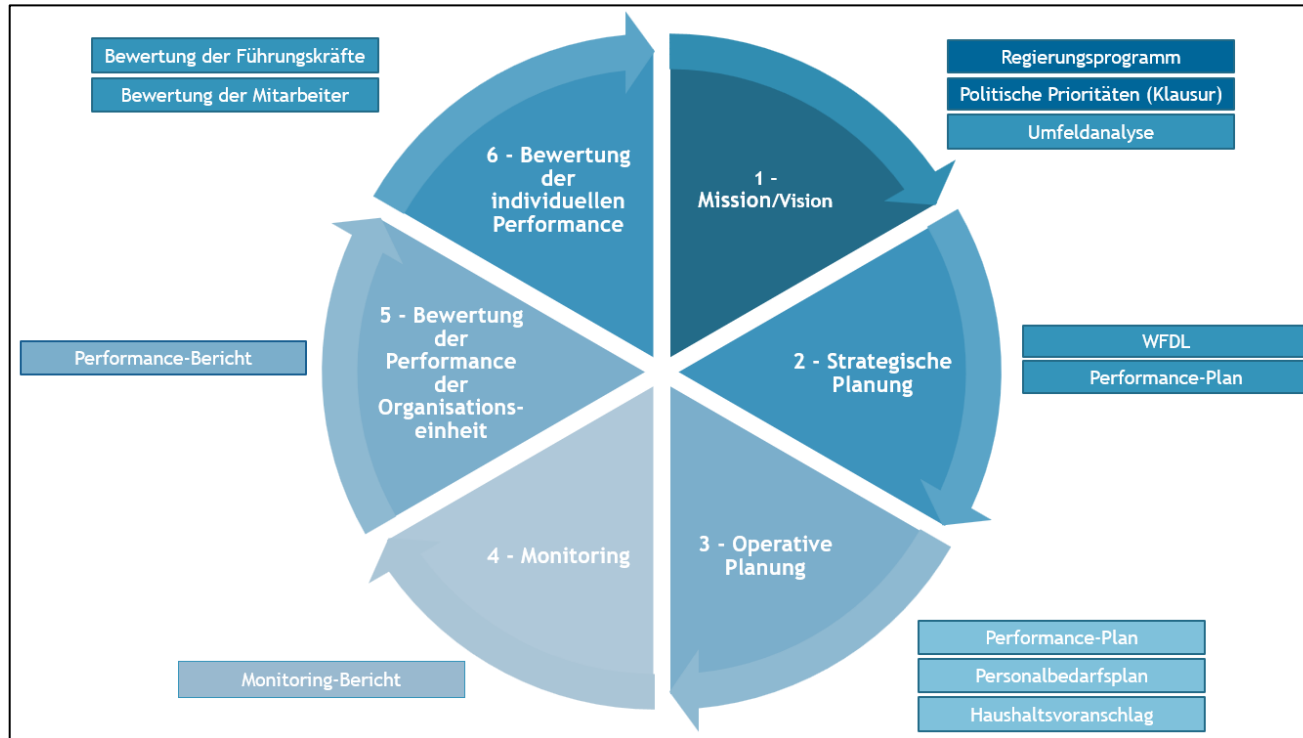 Bewertung der Führungskräfte
Bewertung der Mitarbeiter
Regierungsprogramm
Politische Prioritäten (Klausur)
Umfeldanalyse
1 -
Mission/Vision
WFDL
Performance-Plan
2 - Strategische
Planung
3 - Operative
Planung
Performance-Plan
Personalbedarfsplan
Haushaltsvoranschlag
4 - Monitoring
Monitoring-Bericht
5 - Bewertung
der
Performance
der
Organisations-
einheit
Performance-Bericht
6 - Bewertung
der
individuellen
Performance